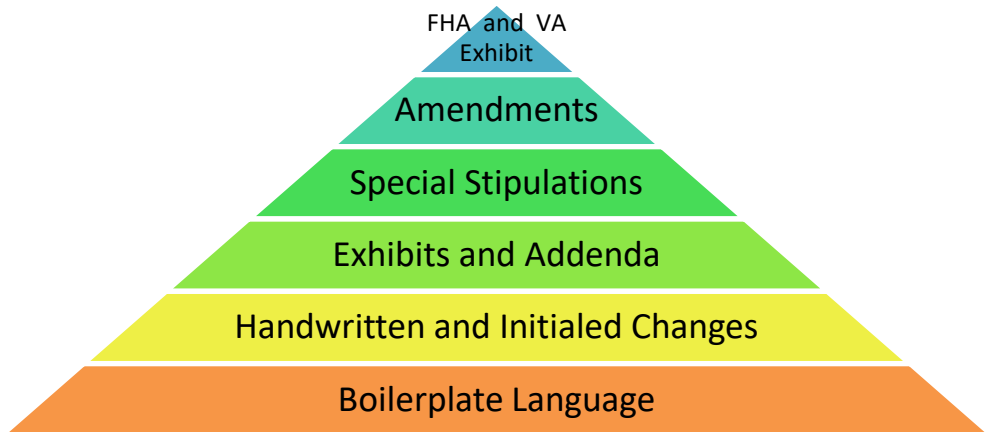 FHA and VA
Exhibit
Amendments
Special Stipulations
Exhibits and Addenda
Handwritten and Initialed Changes
Boilerplate Language